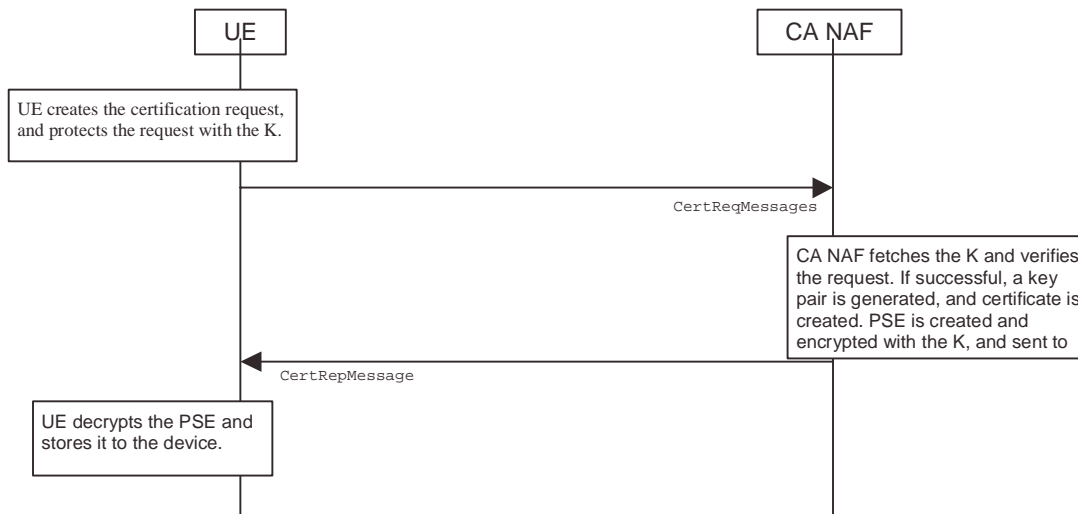 UE
CA NAF
UE creates the certification request,
and protects the request with the K.
CertReqMessages
CA NAF fetches the K and verifies
the request. If successful, a key
pair is generated, and certificate is
created. PSE is created and
encrypted with the K, and sent to
CertRepMessage
UE decrypts the PSE and
stores it to the device.